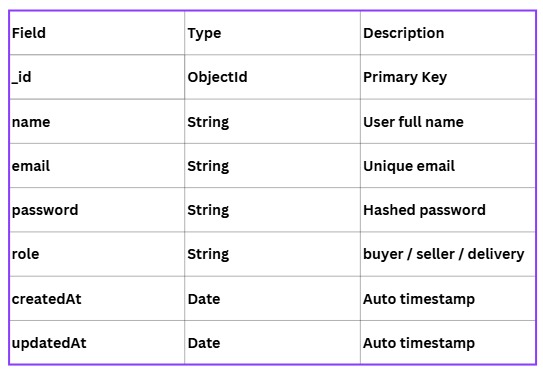 Field Type Description
_id ObjectId Primary Key
name String User full name
email String Unique email
password String Hashed password
role String buyer / seller / delivery
createdAt Date Auto timestamp
updatedAt Date Auto timestamp